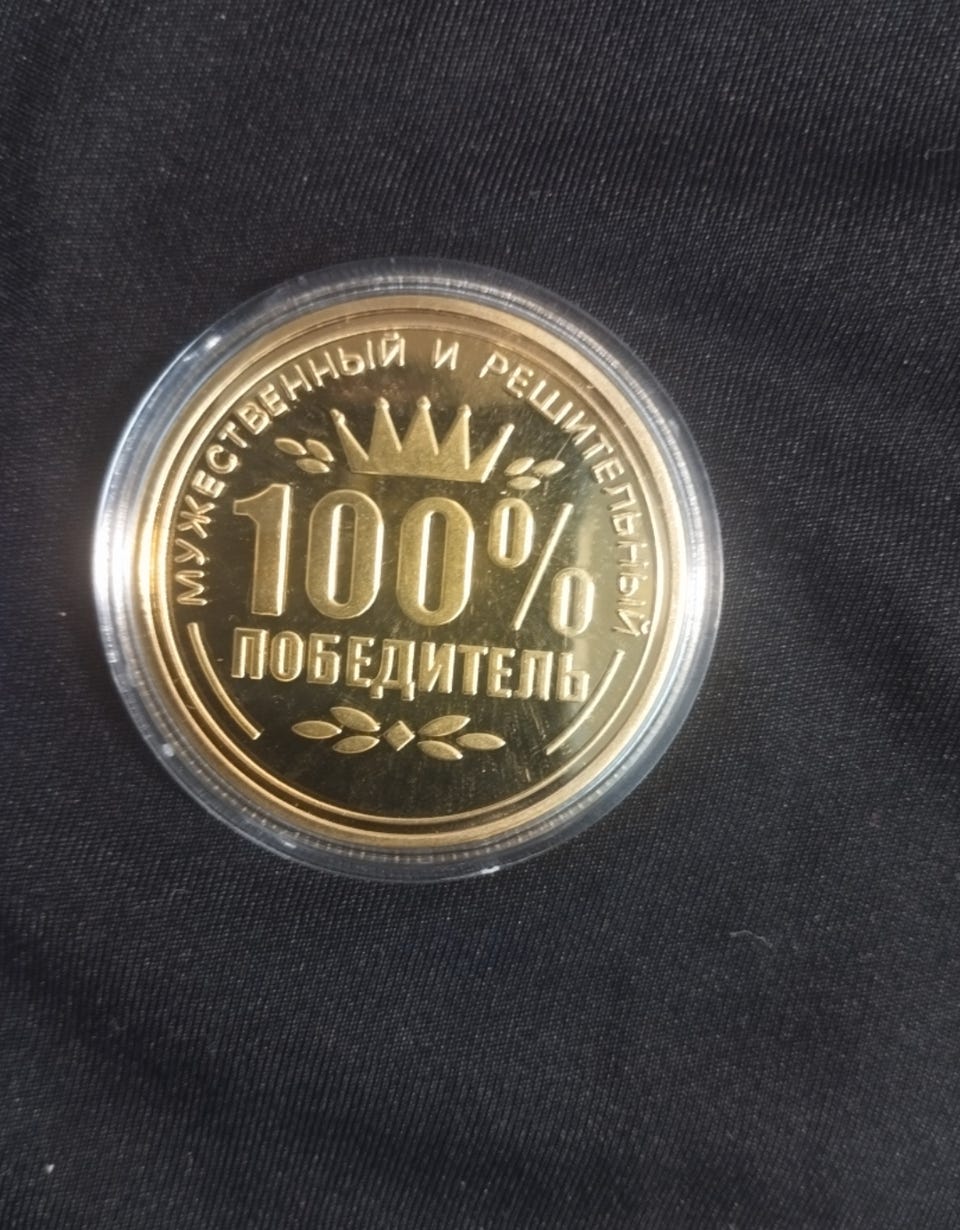 МУЖЕСТВЕННЫЙ И РЕШИТЕЛЬНЫЙ
100%
ПОБЕДИТЕЛЬ